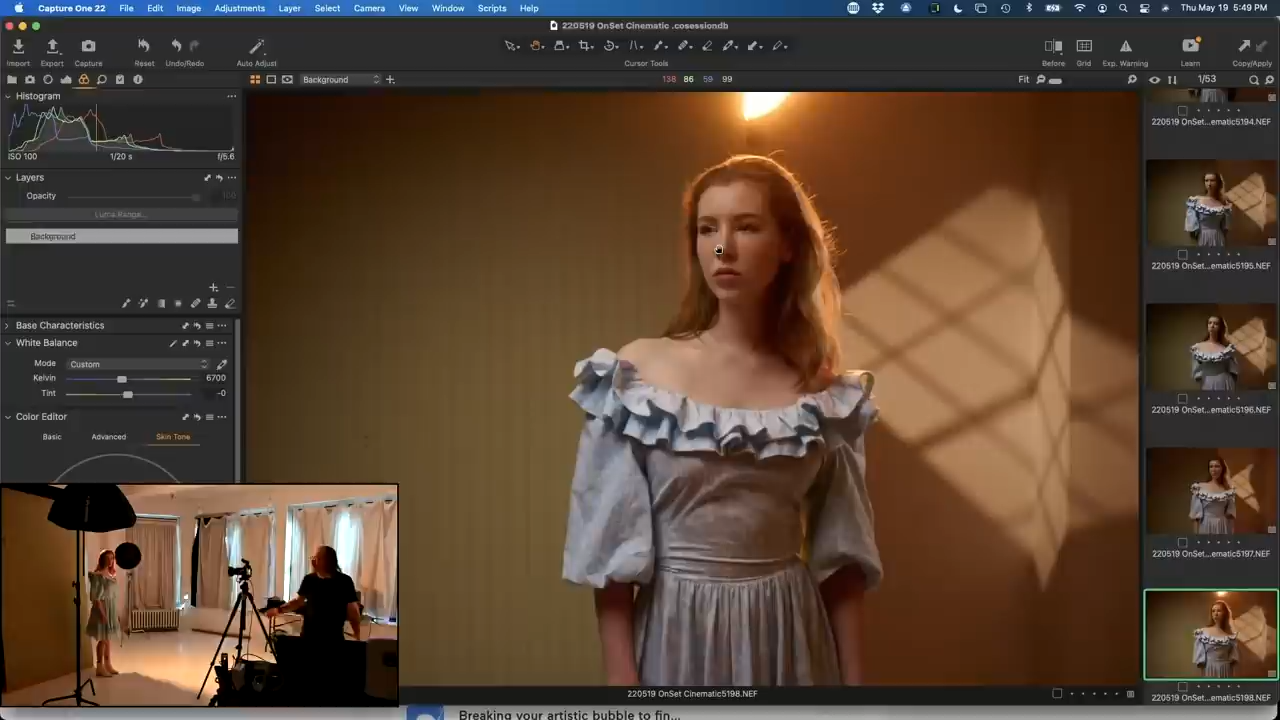 Capture One 22 File Edit Image Adjustments Layer Select Camera View Window Scripts Help Thu May 19 5:49 PM
220519 OnSet Cinematic .cosessiondb
Import Export Capture Reset Undo/Redo Auto Adjust Cursor Tools Before Grid Exp. Warning Learn Copy/Apply
Background 138 86 59 99 Fit 1/53
Histogram
ISO 100 1/20 s f/5.6
Layers
Opacity 100
Luma Range...
Background
Base Characteristics
White Balance
Mode Custom
Kelvin 6700
Tint -0
Color Editor
Basic Advanced Skin Tone
220519 OnSet...ematic5194.NEF
220519 OnSet...ematic5195.NEF
220519 OnSet...ematic5196.NEF
220519 OnSet...ematic5197.NEF
220519 OnSet...ematic5198.NEF
220519 OnSet Cinematic5198.NEF
Breaking your artistic bubble to fin...